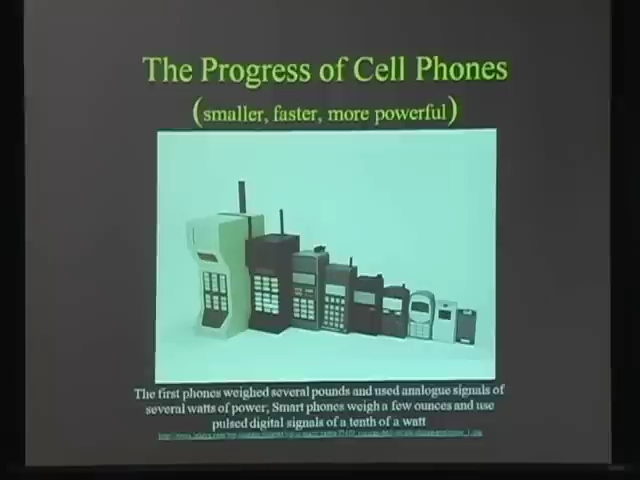 The Progress of Cell Phones
(smaller, faster, more powerful)
The first phones weighed several pounds and used analogue signals of
several watts of power, Smart phones weigh a few ounces and use
pulsed digital signals of a tenth of a watt